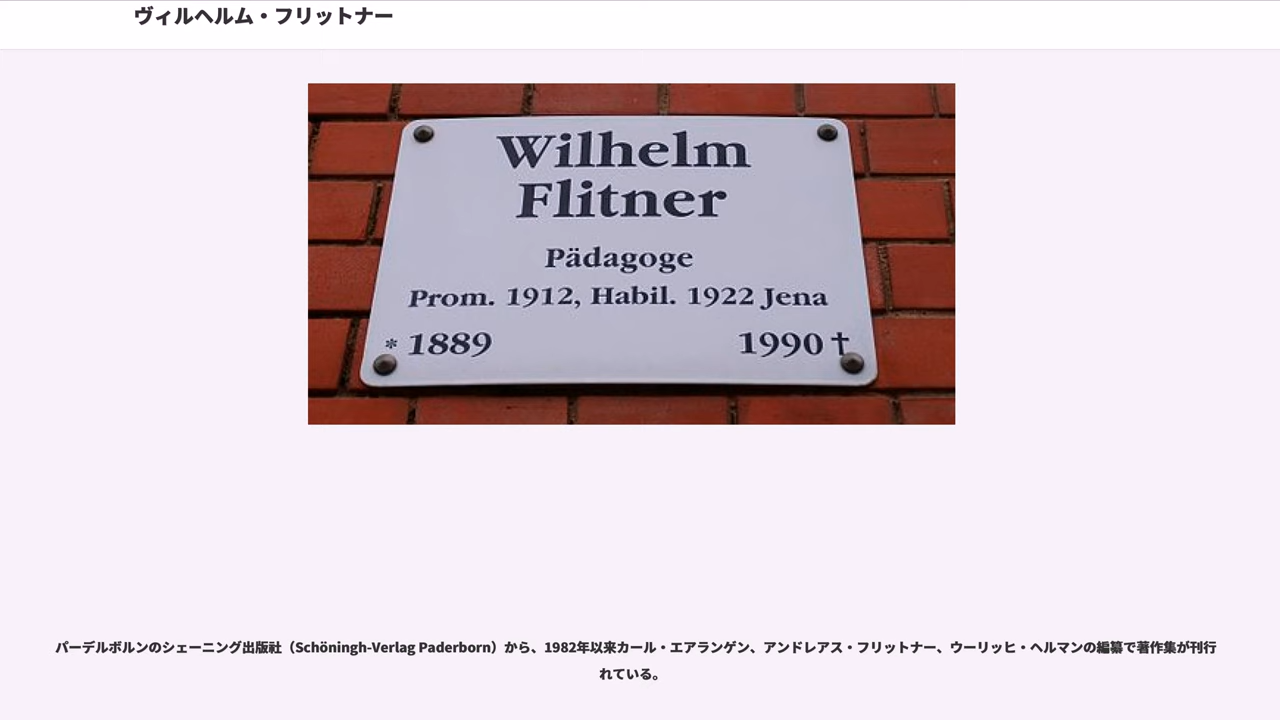 ヴィルヘルム・フリットナー
Wilhelm
Flitner
Pädagoge
Prom. 1912, Habil. 1922 Jena
* 1889 1990 †
パーデルボルンのシェーニング出版社（Schöningh-Verlag Paderborn）から、1982年以来カール・エアランゲン、アンドレアス・フリットナー、ウーリッヒ・ヘルマンの編纂で著作集が刊行
れている。